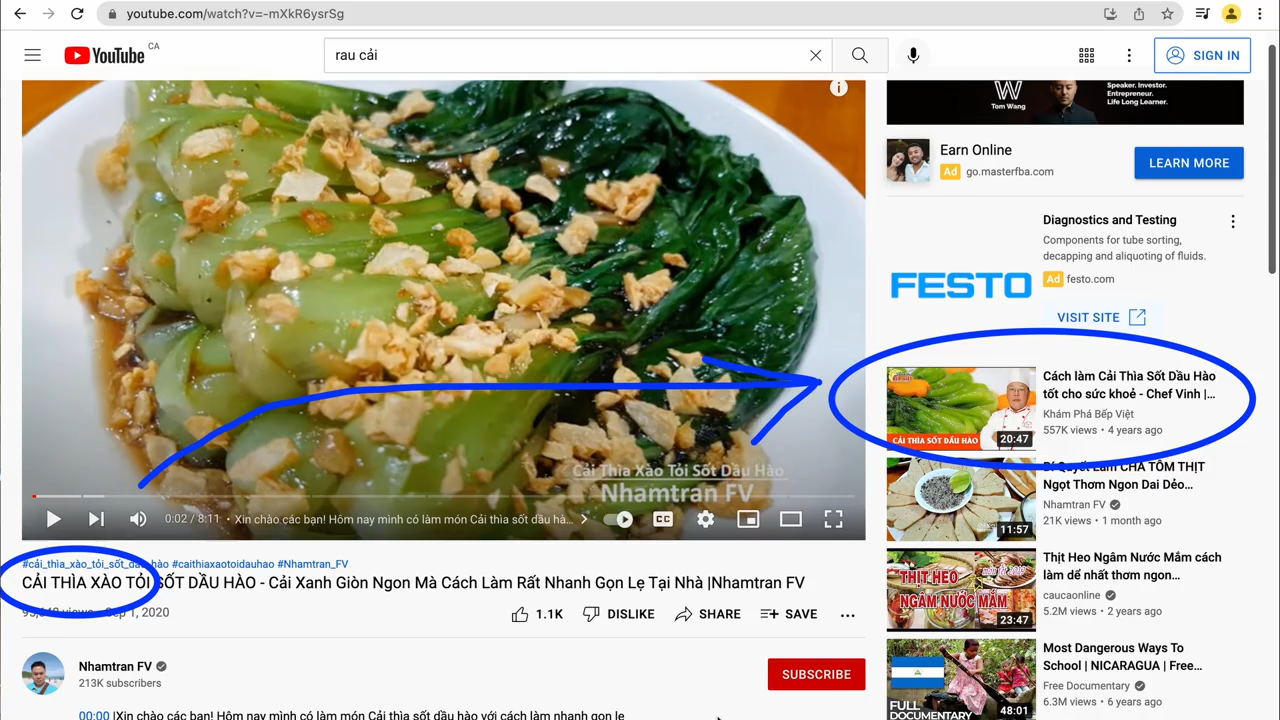 youtube.com/watch?v=-mXkR6ysrSg
YouTube CA
rau cải
SIGN IN
Cải Thìa Xào Tỏi Sốt Dầu Hào
Nhamtran FV
0:02 / 8:11 • Xin chào các bạn! Hôm nay mình có làm món Cải thìa sốt dầu hà...
CC
#cải_thìa_xào_tỏi_sốt_dầu_hào #caithiaxaotoidauhao #Nhamtran_FV
CẢI THÌA XÀO TỎI SỐT DẦU HÀO - Cải Xanh Giòn Ngon Mà Cách Làm Rất Nhanh Gọn Lẹ Tại Nhà |Nhamtran FV
views • Sep 1, 2020
1.1K DISLIKE SHARE SAVE
Nhamtran FV
213K subscribers
SUBSCRIBE
00:00 |Xin chào các bạn! Hôm nay mình có làm món Cải thìa sốt dầu hào với cách làm nhanh gọn lẹ
W
Tom Wang
Speaker. Investor.
Entrepreneur.
Life Long Learner.
Earn Online
Ad go.masterfba.com
LEARN MORE
Diagnostics and Testing
Components for tube sorting,
decapping and aliquoting of fluids.
FESTO
Ad festo.com
VISIT SITE
CẢI THÌA SỐT DẦU HÀO
20:47
Cách làm Cải Thìa Sốt Dầu Hào
tốt cho sức khoẻ - Chef Vinh |...
Khám Phá Bếp Việt
557K views • 4 years ago
11:57
Bí Quyết Làm CHẢ TÔM THỊT
Ngọt Thơm Ngon Dai Dẻo...
Nhamtran FV
21K views • 1 month ago
THỊT HEO
NGÂM NƯỚC MẮM
23:47
Thịt Heo Ngâm Nước Mắm cách
làm để nhất thơm ngon...
caucaonline
5.2M views • 2 years ago
FULL
DOCUMENTARY
48:01
Most Dangerous Ways To
School | NICARAGUA | Free...
Free Documentary
6.3M views • 6 years ago